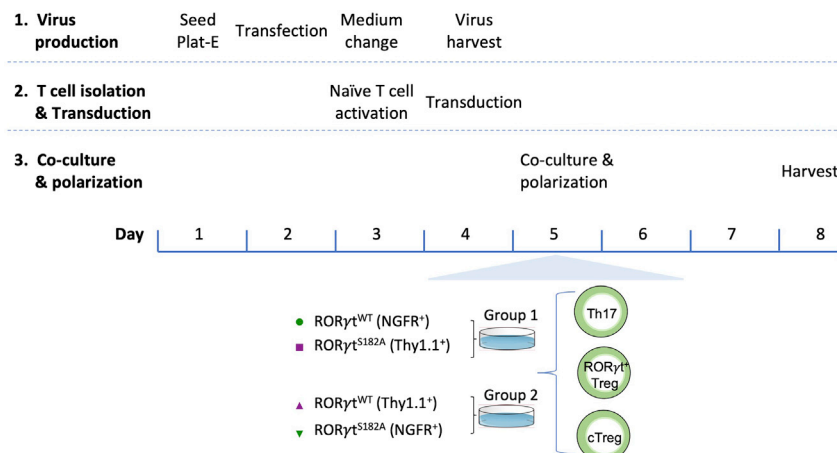 1. Virus production
Seed Plat-E
Transfection
Medium change
Virus harvest
2. T cell isolation & Transduction
Naïve T cell activation
Transduction
3. Co-culture & polarization
Co-culture & polarization
Harvest
Day 1 2 3 4 5 6 7 8
RORγt^WT (NGFR⁺)
RORγt^S182A (Thy1.1⁺)
Group 1
RORγt^WT (Thy1.1⁺)
RORγt^S182A (NGFR⁺)
Group 2
Th17
RORγt⁺ Treg
cTreg